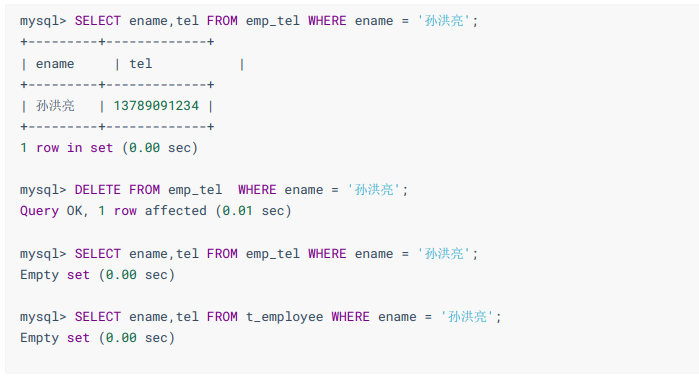 mysql> SELECT ename,tel FROM emp_tel WHERE ename = '孙洪亮';
+---------+-------------+
| ename     | tel           |
+---------+-------------+
| 孙洪亮   | 13789091234 |
+---------+-------------+
1 row in set (0.00 sec)
mysql> DELETE FROM emp_tel  WHERE ename = '孙洪亮';
Query OK, 1 row affected (0.01 sec)
mysql> SELECT ename,tel FROM emp_tel WHERE ename = '孙洪亮';
Empty set (0.00 sec)
mysql> SELECT ename,tel FROM t_employee WHERE ename = '孙洪亮';
Empty set (0.00 sec)